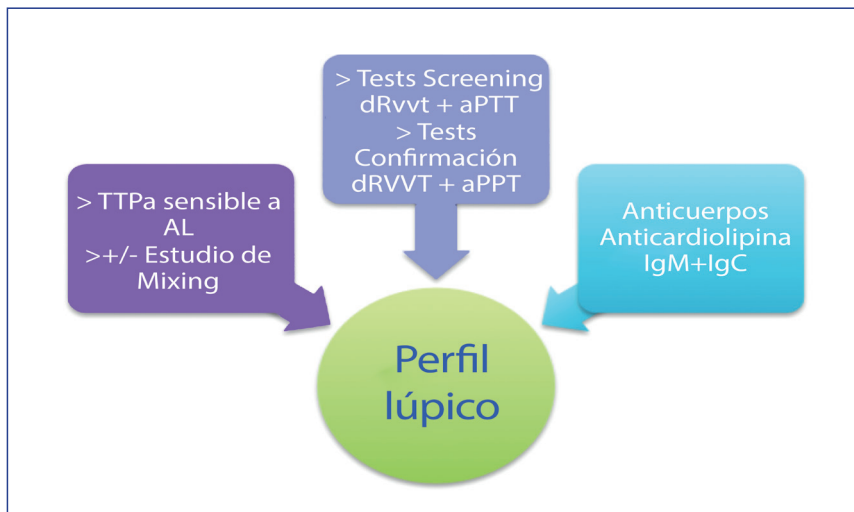 > TTPa sensible a
AL
>+/- Estudio de
Mixing
> Tests Screening
dRvvt + aPTT
> Tests
Confirmación
dRVVT + aPPT
Anticuerpos
Anticardiolipina
IgM+IgC
Perfil
lúpico